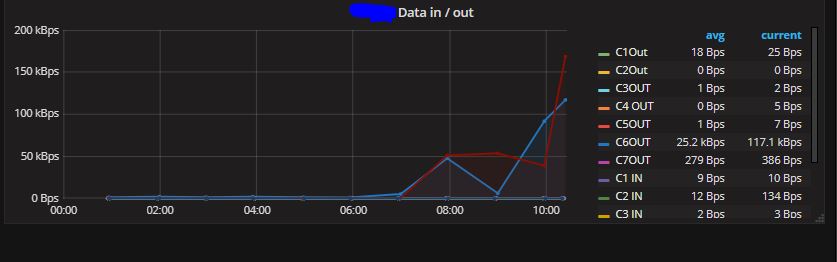 Data in / out
200 kBps
150 kBps
100 kBps
50 kBps
0 Bps
00:00 02:00 04:00 06:00 08:00 10:00
avg current
C1Out 18 Bps 25 Bps
C2Out 0 Bps 0 Bps
C3OUT 1 Bps 2 Bps
C4 OUT 0 Bps 5 Bps
C5OUT 1 Bps 7 Bps
C6OUT 25.2 kBps 117.1 kBps
C7OUT 279 Bps 386 Bps
C1 IN 9 Bps 10 Bps
C2 IN 12 Bps 134 Bps
C3 IN 2 Bps 3 Bps